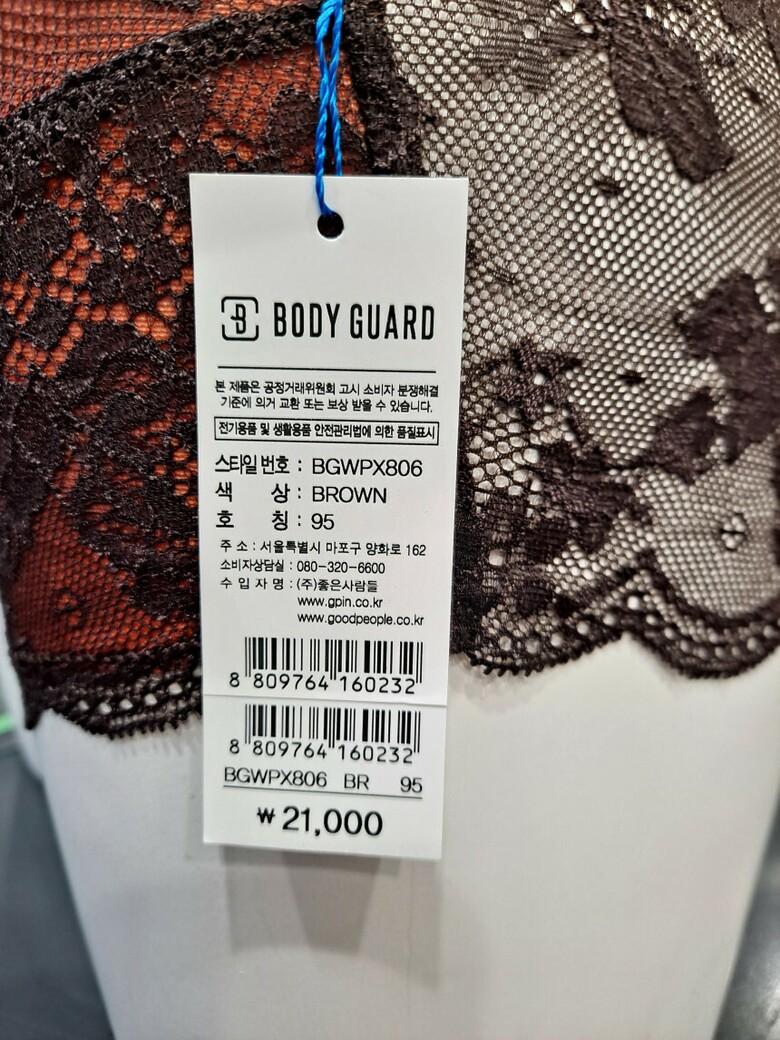 B BODY GUARD
본 제품은 공정거래위원회 고시 소비자 분쟁해결
기준에 의거 교환 또는 보상 받을 수 있습니다.
전기용품 및 생활용품 안전관리법에 의한 품질표시
스타일번호 : BGWPX806
색 상 : BROWN
호 칭 : 95
주 소 : 서울특별시 마포구 양화로 162
소비자상담실 : 080-320-6600
수 입 자 명 : (주)좋은사람들
www.gpin.co.kr
www.goodpeople.co.kr
8 809764 160232
8 809764 160232
BGWPX806 BR 95
₩ 21,000